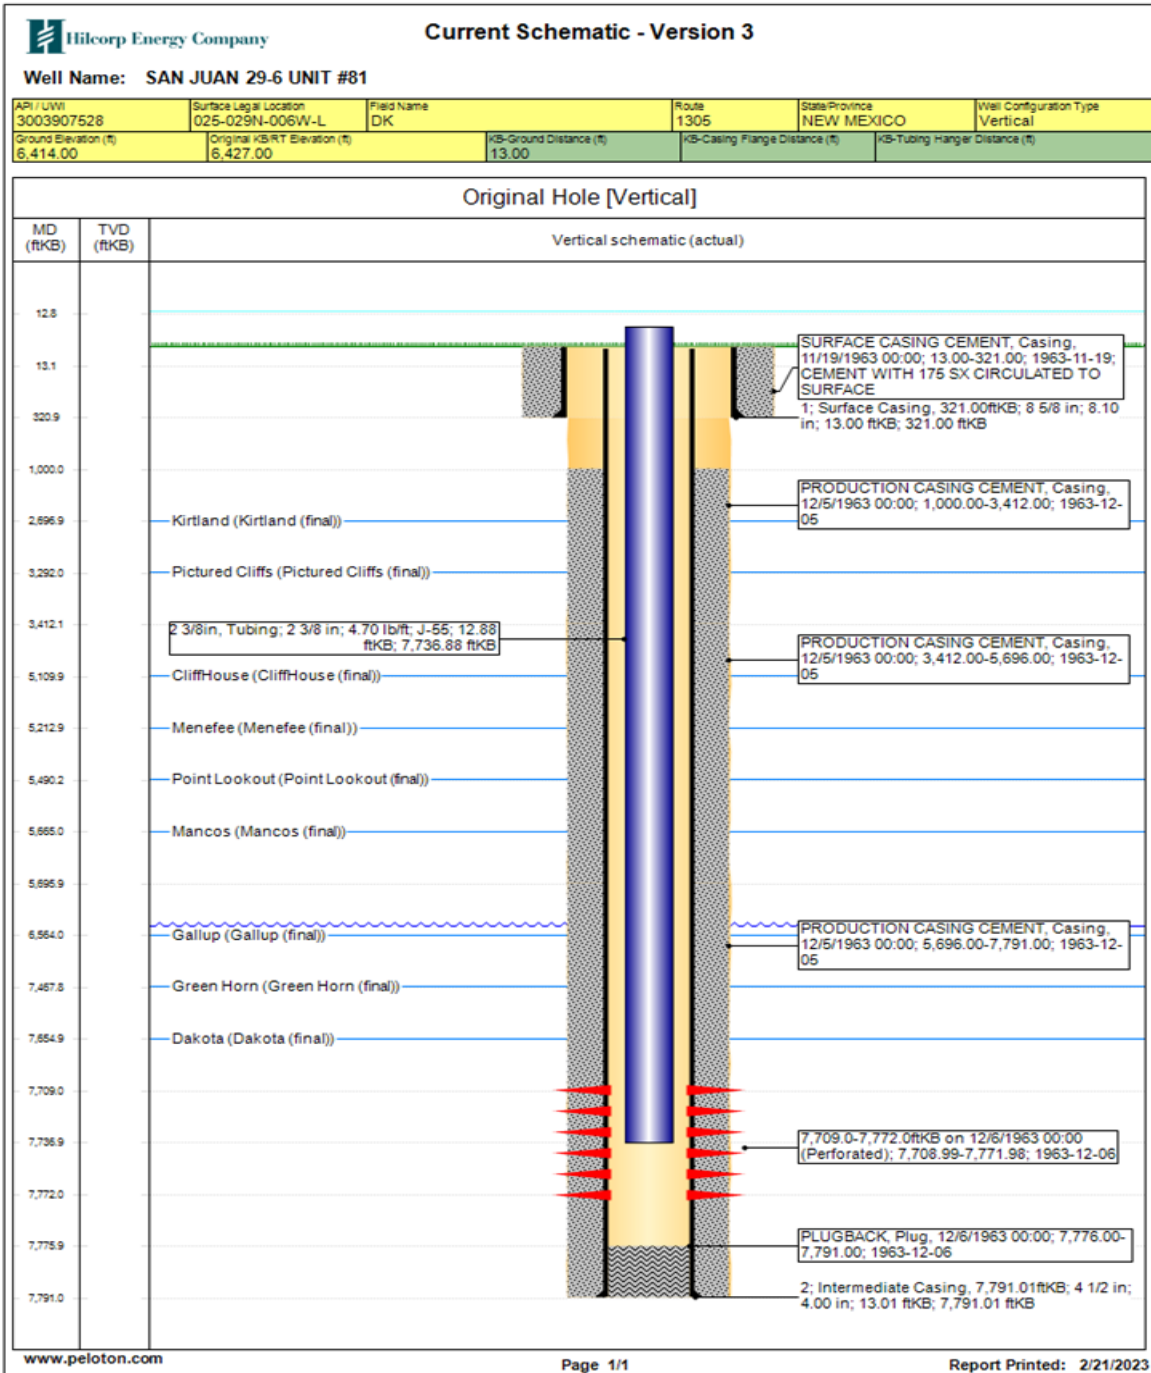 Hilcorp Energy Company
Current Schematic - Version 3
Well Name: SAN JUAN 29-6 UNIT #81
API / UWI
3003907528
Surface Legal Location
025-029N-006W-L
Field Name
DK
Route
1305
State/Province
NEW MEXICO
Well Configuration Type
Vertical
Ground Elevation (ft)
6,414.00
Original KB/RT Elevation (ft)
6,427.00
KB-Ground Distance (ft)
13.00
KB-Casing Flange Distance (ft)
KB-Tubing Hanger Distance (ft)
Original Hole [Vertical]
MD
(ftKB)
TVD
(ftKB)
Vertical schematic (actual)
12.8
SURFACE CASING CEMENT, Casing,
11/19/1963 00:00; 13.00-321.00; 1963-11-19;
CEMENT WITH 175 SX CIRCULATED TO
SURFACE
13.1
1; Surface Casing, 321.00ftKB; 8 5/8 in; 8.10
in; 13.00 ftKB; 321.00 ftKB
320.9
1,000.0
PRODUCTION CASING CEMENT, Casing,
12/5/1963 00:00; 1,000.00-3,412.00; 1963-12-
05
2,696.9
Kirtland (Kirtland (final))
3,292.0
Pictured Cliffs (Pictured Cliffs (final))
3,412.1
2 3/8in, Tubing; 2 3/8 in; 4.70 lb/ft; J-55; 12.88
ftKB; 7,736.88 ftKB
PRODUCTION CASING CEMENT, Casing,
12/5/1963 00:00; 3,412.00-5,696.00; 1963-12-
05
5,109.9
CliffHouse (CliffHouse (final))
5,212.9
Menefee (Menefee (final))
5,490.2
Point Lookout (Point Lookout (final))
5,665.0
Mancos (Mancos (final))
5,695.9
6,564.0
Gallup (Gallup (final))
PRODUCTION CASING CEMENT, Casing,
12/5/1963 00:00; 5,696.00-7,791.00; 1963-12-
05
7,467.8
Green Horn (Green Horn (final))
7,654.9
Dakota (Dakota (final))
7,709.0
7,736.9
7,709.0-7,772.0ftKB on 12/6/1963 00:00
(Perforated); 7,708.99-7,771.98; 1963-12-06
7,772.0
7,775.9
PLUGBACK, Plug, 12/6/1963 00:00; 7,776.00-
7,791.00; 1963-12-06
7,791.0
2; Intermediate Casing, 7,791.01ftKB; 4 1/2 in;
4.00 in; 13.01 ftKB; 7,791.01 ftKB
www.peloton.com
Page 1/1
Report Printed: 2/21/2023